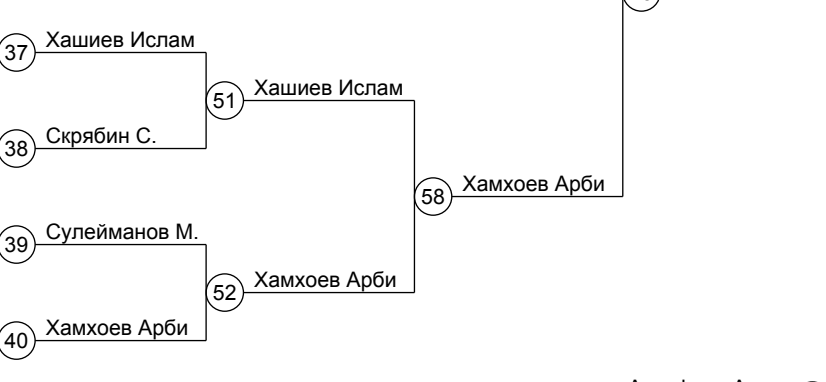 37 Хашиев Ислам
51 Хашиев Ислам
38 Скрябин С.
58 Хамхоев Арби
39 Сулейманов М.
52 Хамхоев Арби
40 Хамхоев Арби